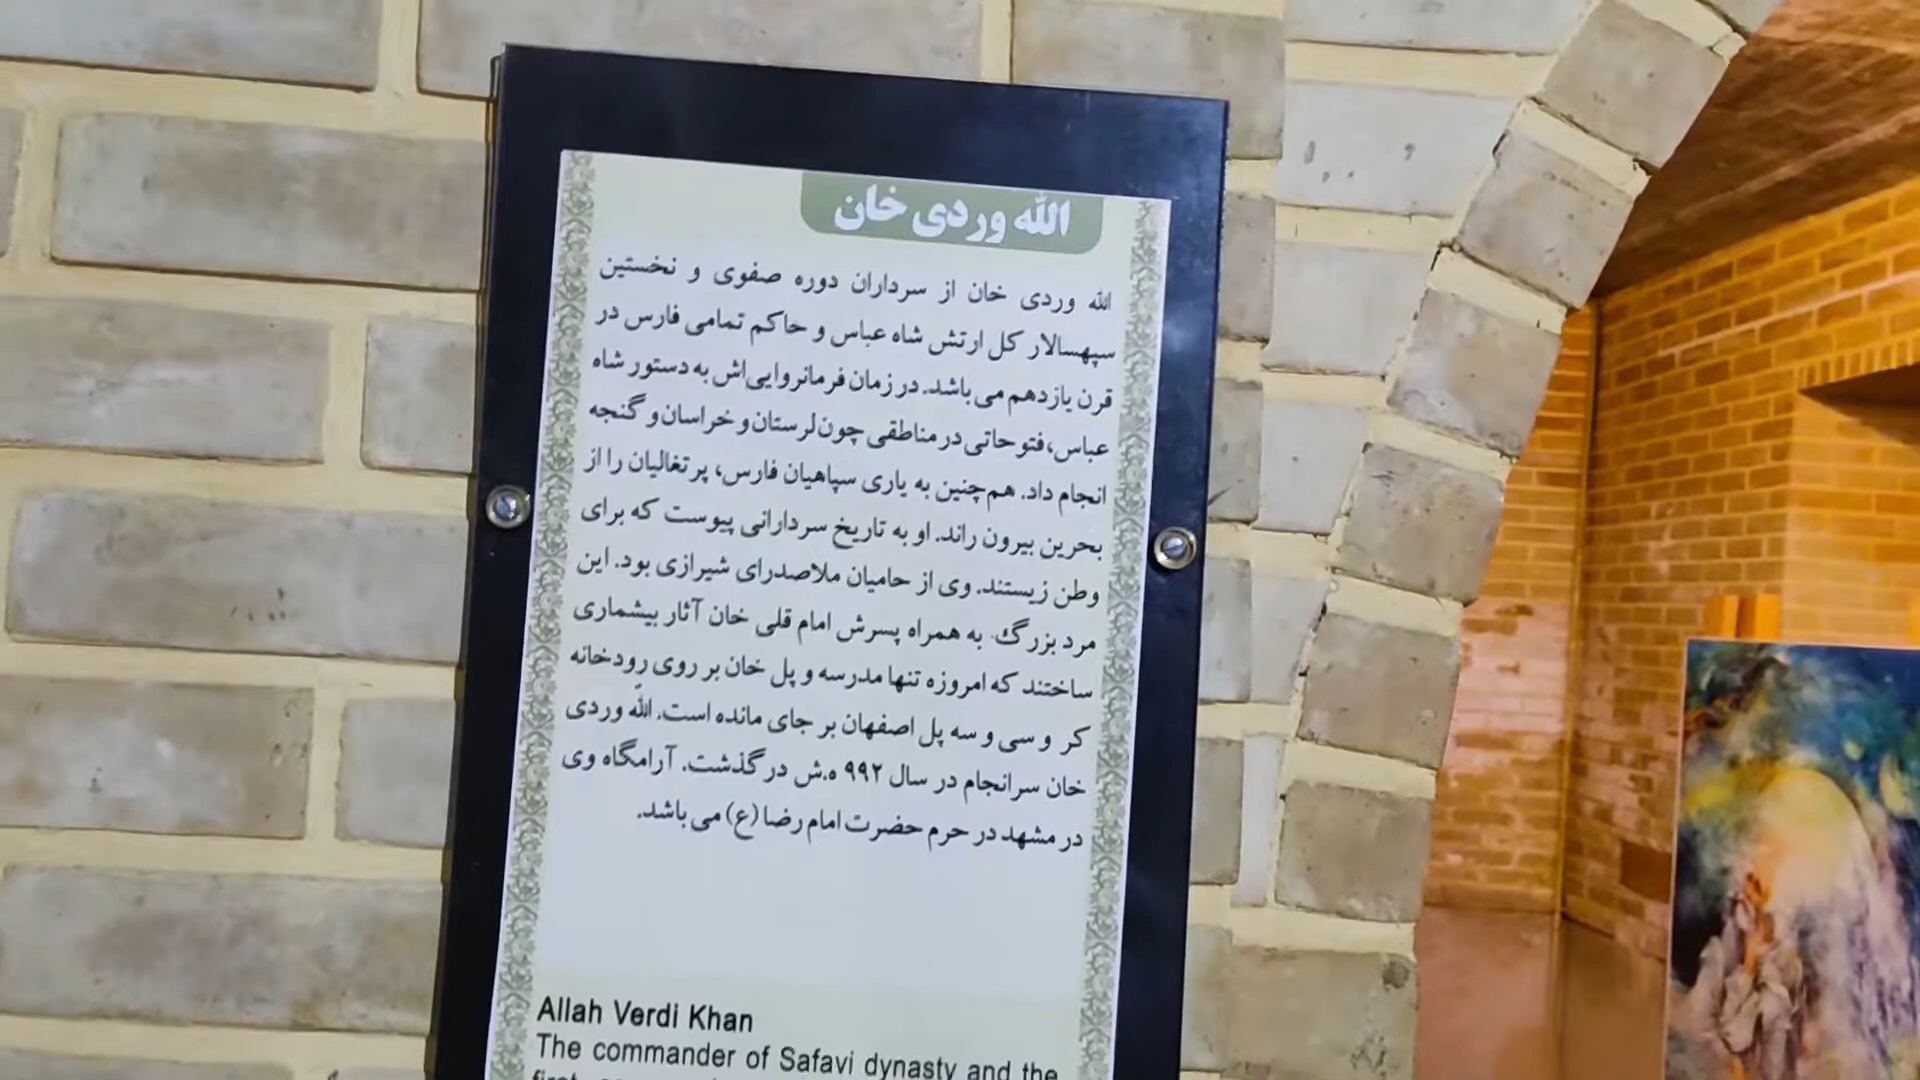 الله وردی خان
الله وردی خان از سرداران دوره صفوی و نخستین
سپهسالار کل ارتش شاه عباس و حاکم تمامی فارس در
قرن یازدهم می باشد. در زمان فرمانروایی‌اش به دستور شاه
عباس، فتوحاتی در مناطقی چون لرستان و خراسان و گنجه
انجام داد. هم‌چنین به یاری سپاهیان فارس، پرتغالیان را از
بحرین بیرون راند. او به تاریخ سردارانی پیوست که برای
وطن زیستند. وی از حامیان ملاصدرای شیرازی بود. این
مرد بزرگ. به همراه پسرش امام قلی خان آثار بیشماری
ساختند که امروزه تنها مدرسه و پل خان بر روی رودخانه
کر و سی و سه پل اصفهان بر جای مانده است. اللّه وردی
خان سرانجام در سال ۹۹۲ ه.ش درگذشت. آرامگاه وی
در مشهد در حرم حضرت امام رضا (ع) می باشد.
Allah Verdi Khan
The commander of Safavi dynasty and the
first